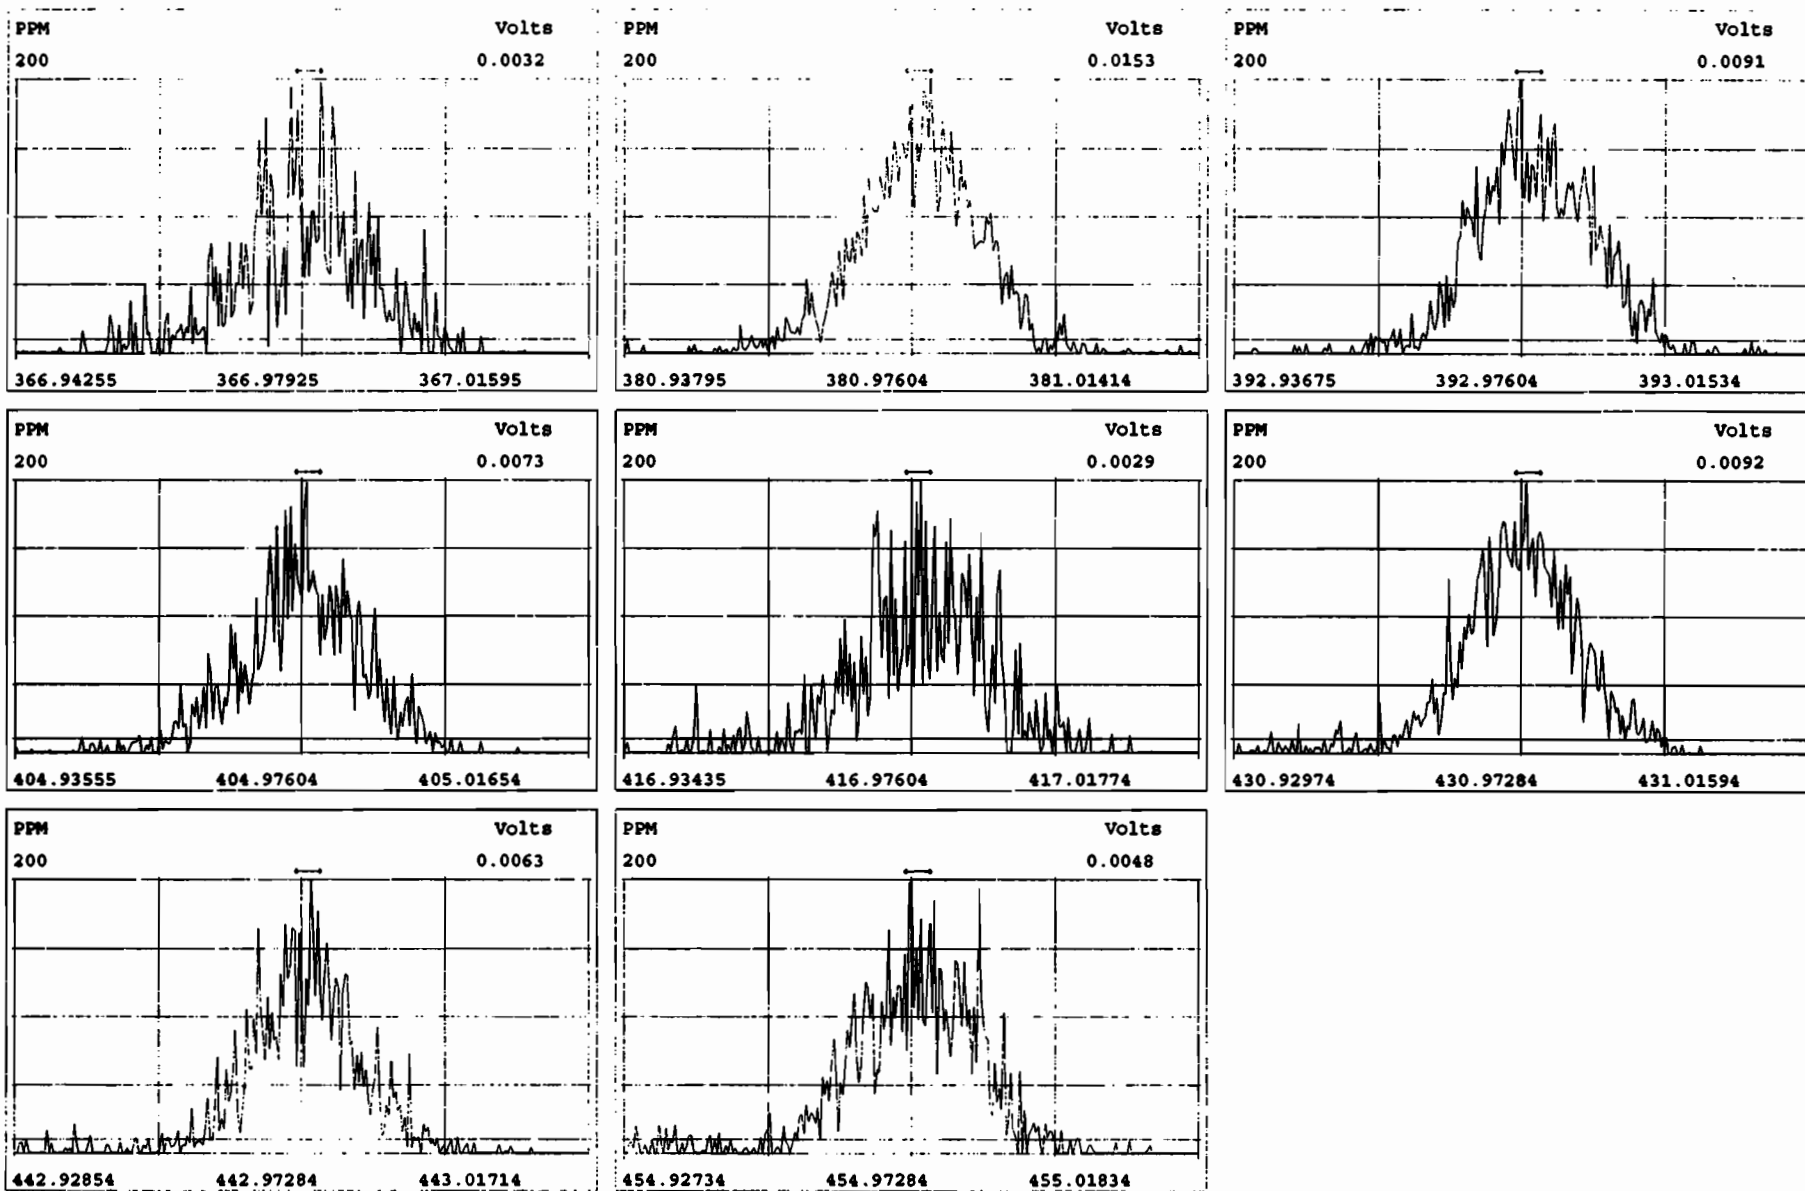 PPM Volts
200 0.0032
366.94255 366.97925 367.01595
PPM Volts
200 0.0153
380.93795 380.97604 381.01414
PPM Volts
200 0.0091
392.93675 392.97604 393.01534
PPM Volts
200 0.0073
404.93555 404.97604 405.01654
PPM Volts
200 0.0029
416.93435 416.97604 417.01774
PPM Volts
200 0.0092
430.92974 430.97284 431.01594
PPM Volts
200 0.0063
442.92854 442.97284 443.01714
PPM Volts
200 0.0048
454.92734 454.97284 455.01834